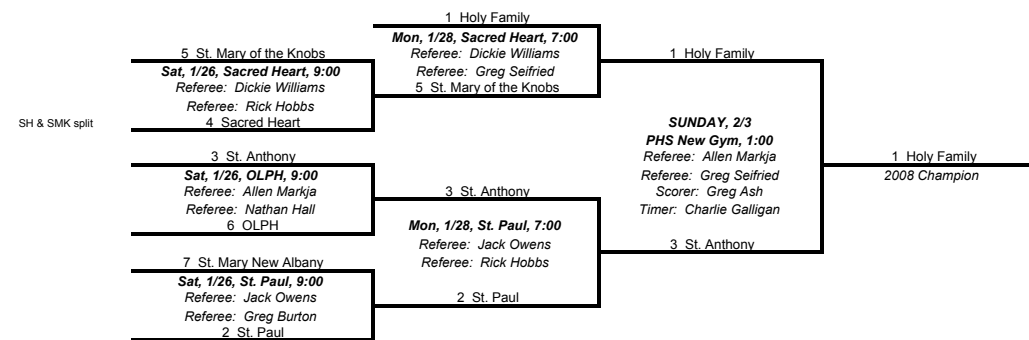 1 Holy Family
Mon, 1/28, Sacred Heart, 7:00
Referee: Dickie Williams
Referee: Greg Seifried
5 St. Mary of the Knobs
5 St. Mary of the Knobs
Sat, 1/26, Sacred Heart, 9:00
Referee: Dickie Williams
Referee: Rick Hobbs
4 Sacred Heart
SH & SMK split
1 Holy Family
SUNDAY, 2/3
PHS New Gym, 1:00
Referee: Allen Markja
Referee: Greg Seifried
Scorer: Greg Ash
Timer: Charlie Galligan
3 St. Anthony
1 Holy Family
2008 Champion
3 St. Anthony
Sat, 1/26, OLPH, 9:00
Referee: Allen Markja
Referee: Nathan Hall
6 OLPH
3 St. Anthony
Mon, 1/28, St. Paul, 7:00
Referee: Jack Owens
Referee: Rick Hobbs
2 St. Paul
7 St. Mary New Albany
Sat, 1/26, St. Paul, 9:00
Referee: Jack Owens
Referee: Greg Burton
2 St. Paul